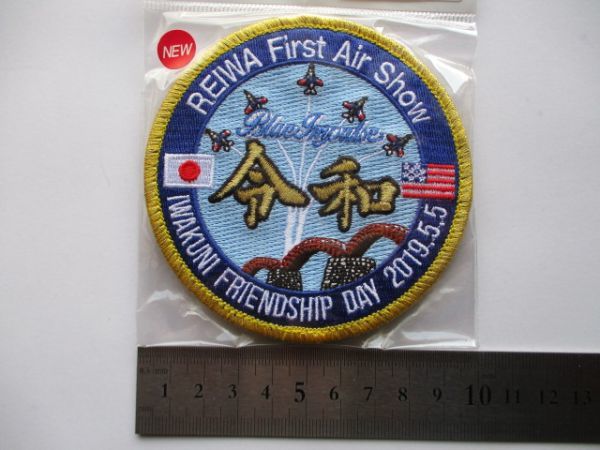 NEW
REIWA First Air Show
Blue Impulse
令和
IWAKUNI FRIENDSHIP DAY 2019.5.5
1 2 3 4 5 6 7 8 9 10 11 12 13